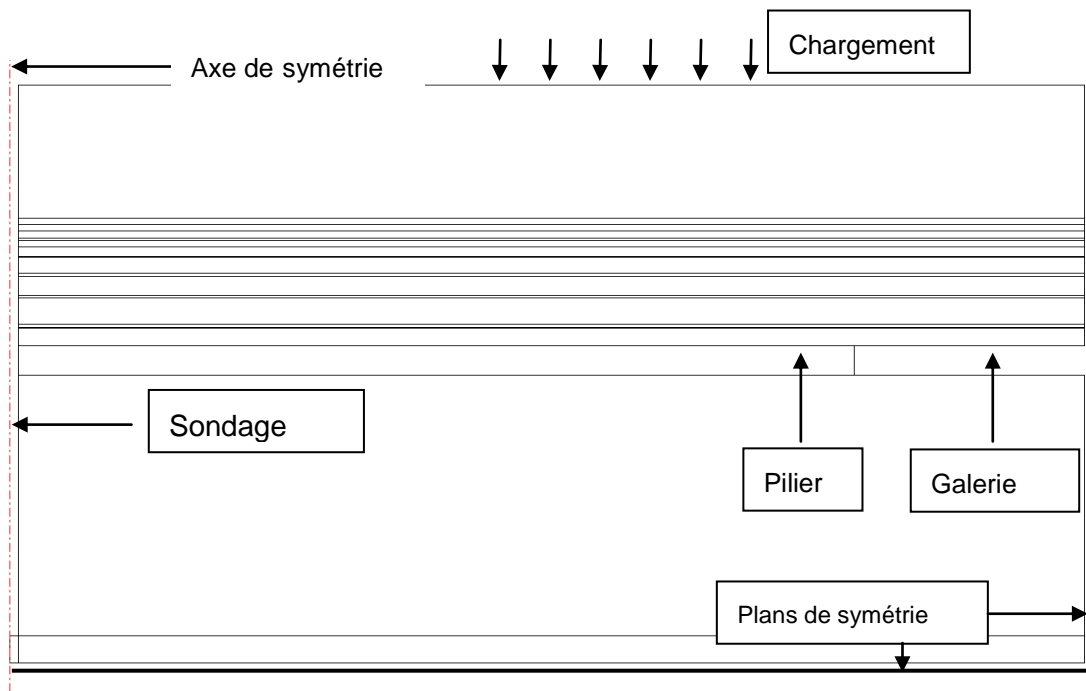 Chargement
Axe de symétrie
Sondage
Pilier
Galerie
Plans de symétrie